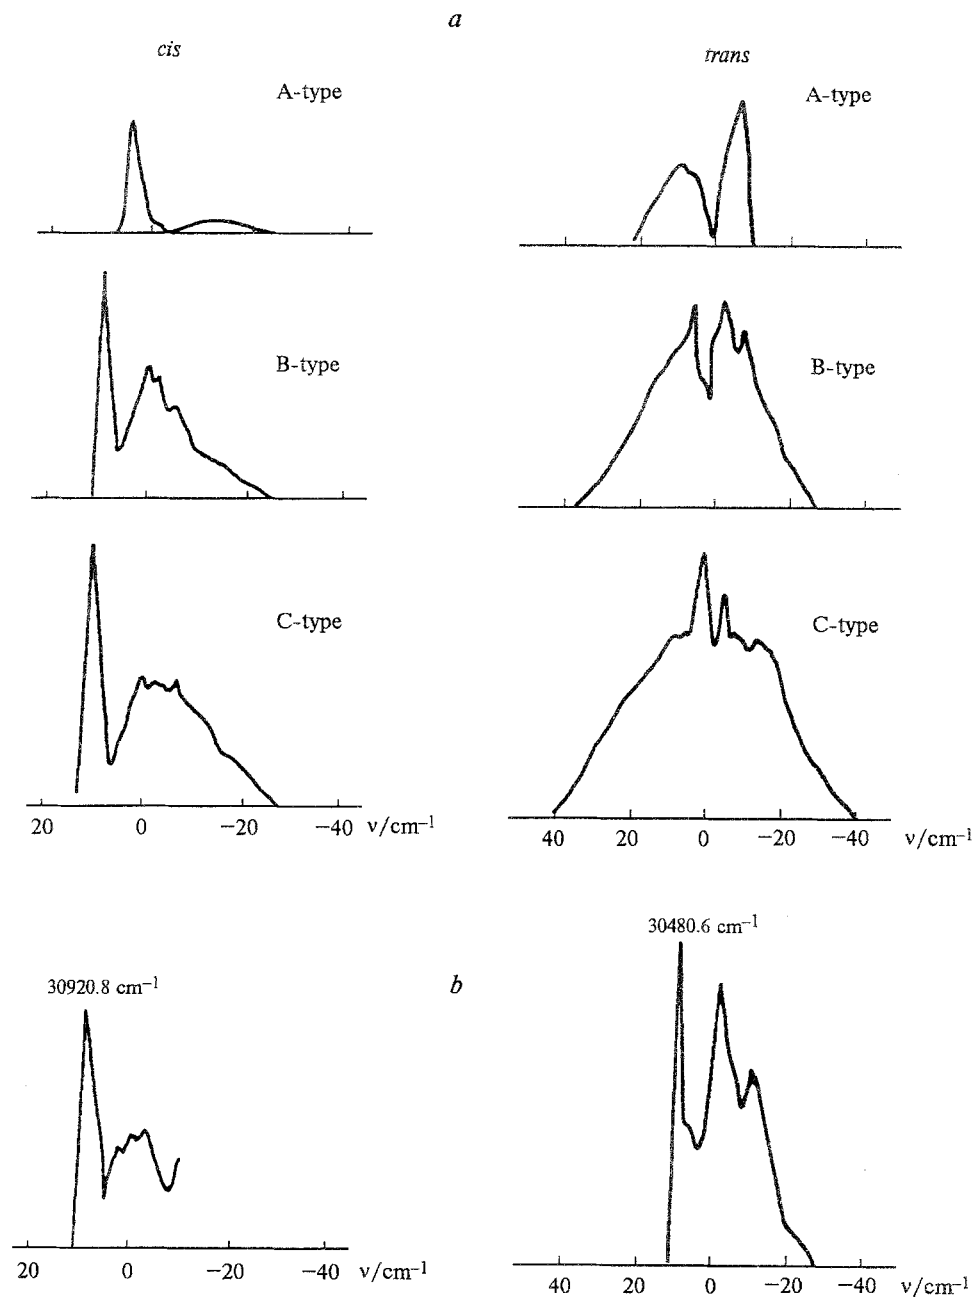 a
cis trans
A-type A-type
B-type B-type
C-type C-type
20 0 −20 −40 ν/cm−1
40 20 0 −20 −40 ν/cm−1
30480.6 cm−1
30920.8 cm−1
b
20 0 −20 −40 ν/cm−1
40 20 0 −20 −40 ν/cm−1